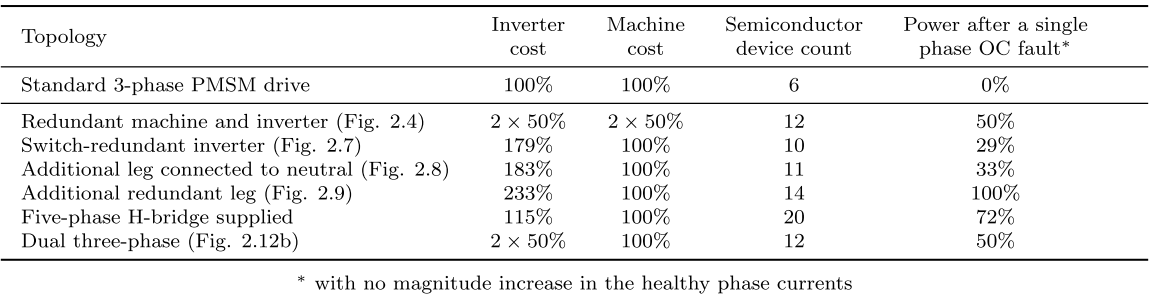 Topology Inverter cost Machine cost Semiconductor device count Power after a single phase OC fault*
Standard 3-phase PMSM drive 100% 100% 6 0%
Redundant machine and inverter (Fig. 2.4) 2 × 50% 2 × 50% 12 50%
Switch-redundant inverter (Fig. 2.7) 179% 100% 10 29%
Additional leg connected to neutral (Fig. 2.8) 183% 100% 11 33%
Additional redundant leg (Fig. 2.9) 233% 100% 14 100%
Five-phase H-bridge supplied 115% 100% 20 72%
Dual three-phase (Fig. 2.12b) 2 × 50% 100% 12 50%
* with no magnitude increase in the healthy phase currents